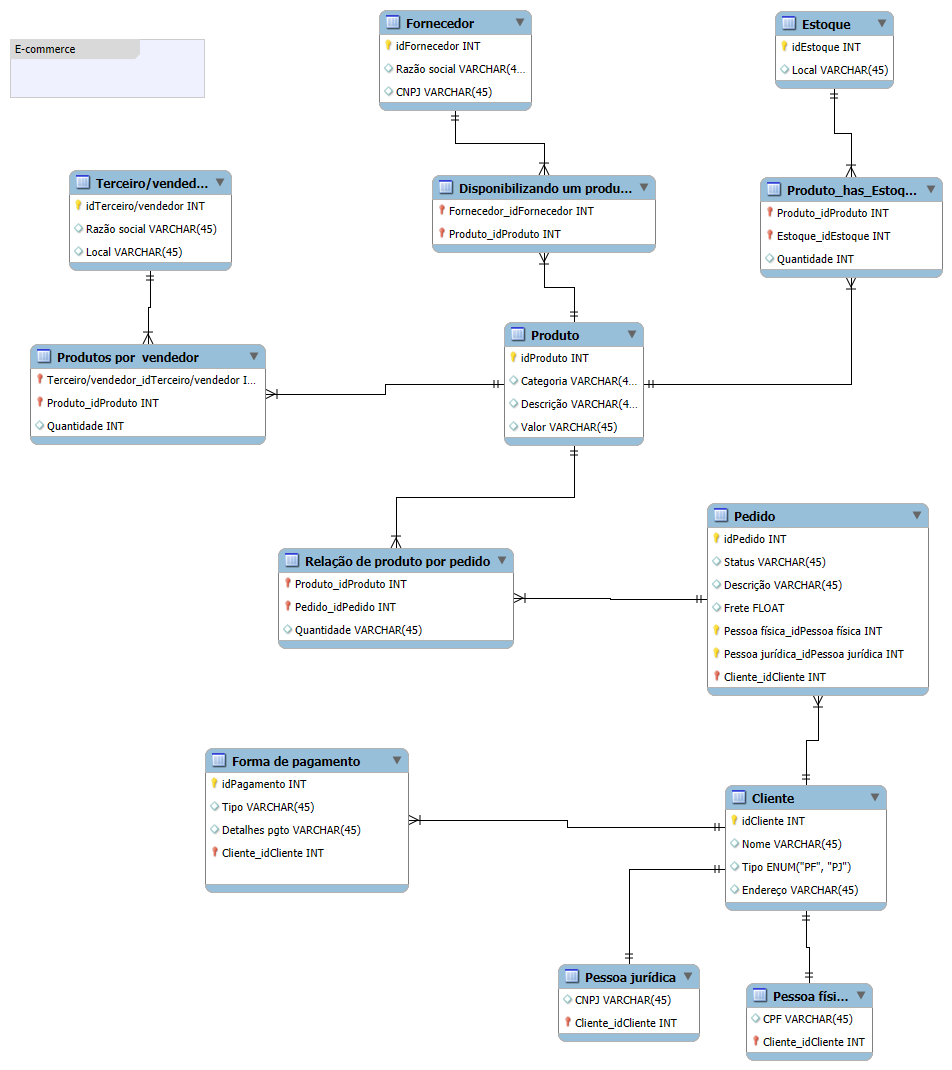 E-commerce
Fornecedor
idFornecedor INT
Razão social VARCHAR(4...
CNPJ VARCHAR(45)
Estoque
idEstoque INT
Local VARCHAR(45)
Terceiro/vended...
idTerceiro/vendedor INT
Razão social VARCHAR(45)
Local VARCHAR(45)
Disponibilizando um produ...
Fornecedor_idFornecedor INT
Produto_idProduto INT
Produto_has_Estoq...
Produto_idProduto INT
Estoque_idEstoque INT
Quantidade INT
Produtos por vendedor
Terceiro/vendedor_idTerceiro/vendedor I...
Produto_idProduto INT
Quantidade INT
Produto
idProduto INT
Categoria VARCHAR(4...
Descrição VARCHAR(4...
Valor VARCHAR(45)
Relação de produto por pedido
Produto_idProduto INT
Pedido_idPedido INT
Quantidade VARCHAR(45)
Pedido
idPedido INT
Status VARCHAR(45)
Descrição VARCHAR(45)
Frete FLOAT
Pessoa física_idPessoa física INT
Pessoa jurídica_idPessoa jurídica INT
Cliente_idCliente INT
Forma de pagamento
idPagamento INT
Tipo VARCHAR(45)
Detalhes pgto VARCHAR(45)
Cliente_idCliente INT
Cliente
idCliente INT
Nome VARCHAR(45)
Tipo ENUM("PF", "PJ")
Endereço VARCHAR(45)
Pessoa jurídica
CNPJ VARCHAR(45)
Cliente_idCliente INT
Pessoa físi...
CPF VARCHAR(45)
Cliente_idCliente INT